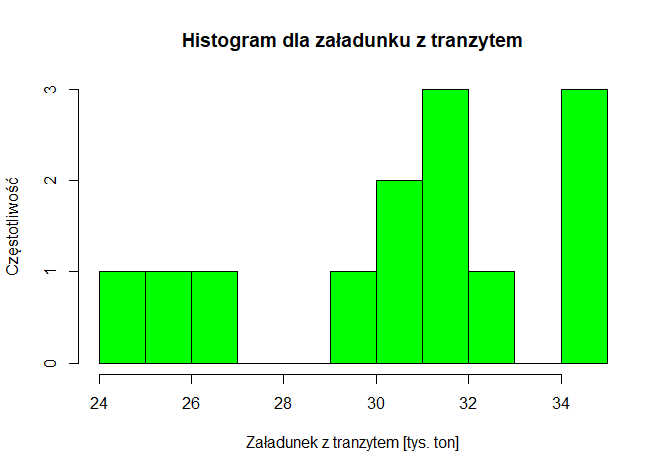 Histogram dla załadunku z tranzytem
Częstotliwość
3
2
1
0
24 26 28 30 32 34
Załadunek z tranzytem [tys. ton]